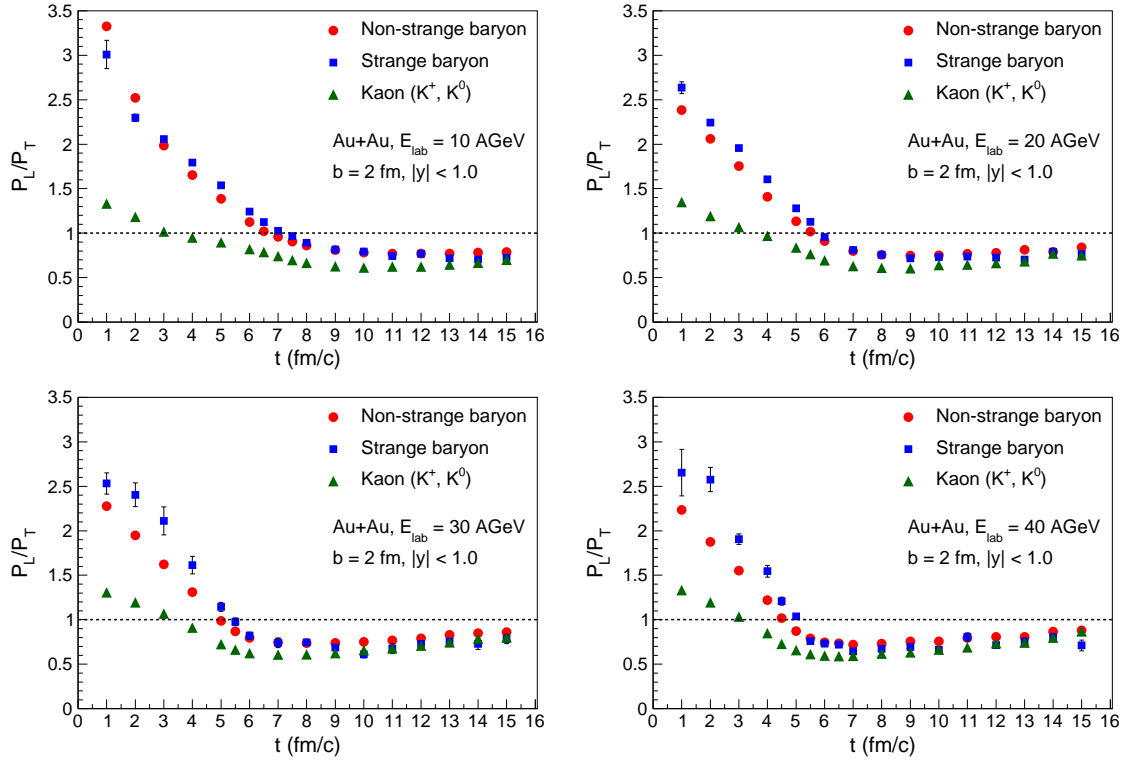 3.5
3
2.5
2
1.5
1
0.5
0
P_L/P_T
Non-strange baryon
Strange baryon
Kaon (K^+, K^0)
Au+Au, E_lab = 10 AGeV
b = 2 fm, |y| < 1.0
0 1 2 3 4 5 6 7 8 9 10 11 12 13 14 15 16
t (fm/c)
3.5
3
2.5
2
1.5
1
0.5
0
P_L/P_T
Non-strange baryon
Strange baryon
Kaon (K^+, K^0)
Au+Au, E_lab = 20 AGeV
b = 2 fm, |y| < 1.0
0 1 2 3 4 5 6 7 8 9 10 11 12 13 14 15 16
t (fm/c)
3.5
3
2.5
2
1.5
1
0.5
0
P_L/P_T
Non-strange baryon
Strange baryon
Kaon (K^+, K^0)
Au+Au, E_lab = 30 AGeV
b = 2 fm, |y| < 1.0
0 1 2 3 4 5 6 7 8 9 10 11 12 13 14 15 16
t (fm/c)
3.5
3
2.5
2
1.5
1
0.5
0
P_L/P_T
Non-strange baryon
Strange baryon
Kaon (K^+, K^0)
Au+Au, E_lab = 40 AGeV
b = 2 fm, |y| < 1.0
0 1 2 3 4 5 6 7 8 9 10 11 12 13 14 15 16
t (fm/c)